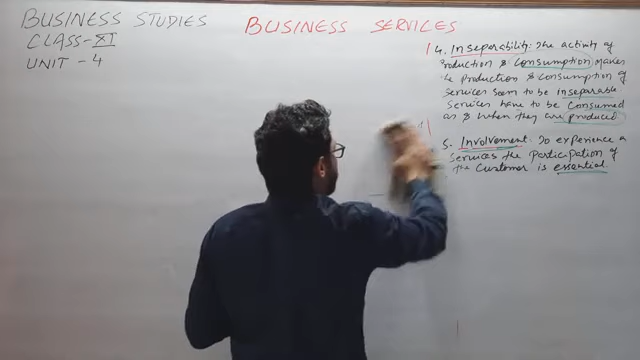 BUSINESS STUDIES
CLASS-XI
UNIT - 4
BUSINESS SERVICES
4. Inseparability: The activity of
Production & Consumption Makes
the Production & Consumption of
Services Seem to be Inseparable
Services have to be Consumed
as & When they are produced
5. Involvement: To experience a
Services the Participation of
the Customer is essential